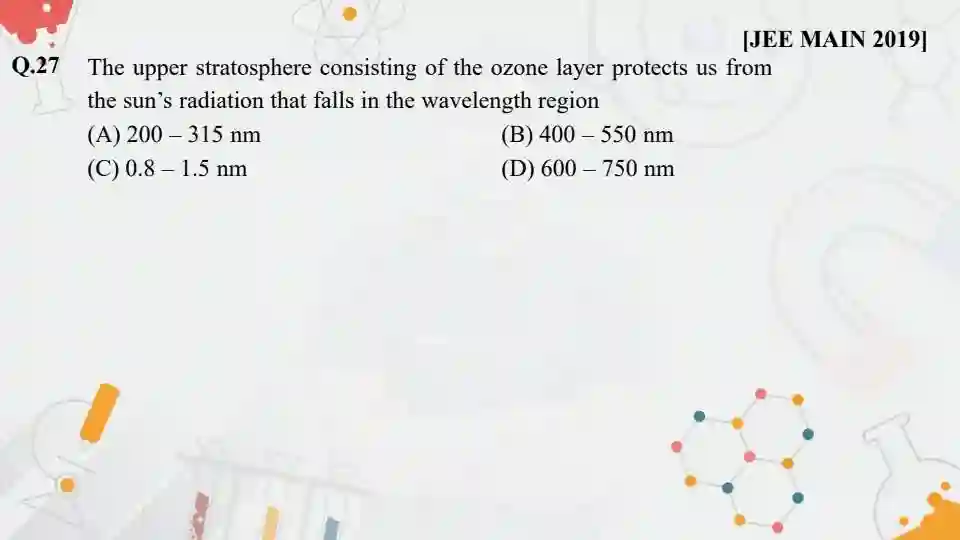 [JEE MAIN 2019]
Q.27 The upper stratosphere consisting of the ozone layer protects us from
the sun’s radiation that falls in the wavelength region
(A) 200 – 315 nm (B) 400 – 550 nm
(C) 0.8 – 1.5 nm (D) 600 – 750 nm